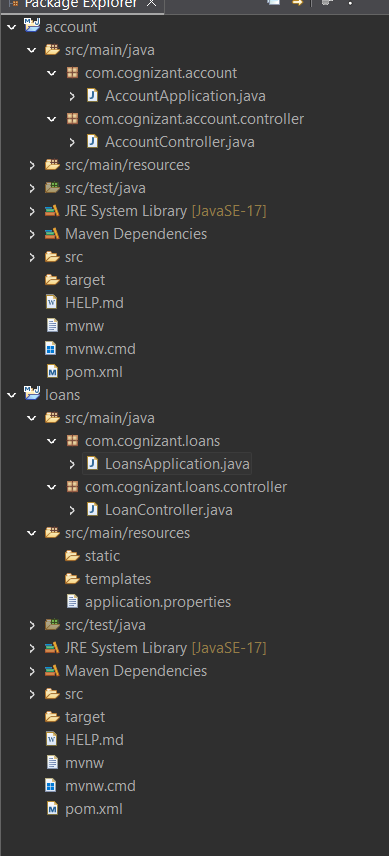 Package Explorer
account
src/main/java
com.cognizant.account
AccountApplication.java
com.cognizant.account.controller
AccountController.java
src/main/resources
src/test/java
JRE System Library [JavaSE-17]
Maven Dependencies
src
target
HELP.md
mvnw
mvnw.cmd
pom.xml
loans
src/main/java
com.cognizant.loans
LoansApplication.java
com.cognizant.loans.controller
LoanController.java
src/main/resources
static
templates
application.properties
src/test/java
JRE System Library [JavaSE-17]
Maven Dependencies
src
target
HELP.md
mvnw
mvnw.cmd
pom.xml